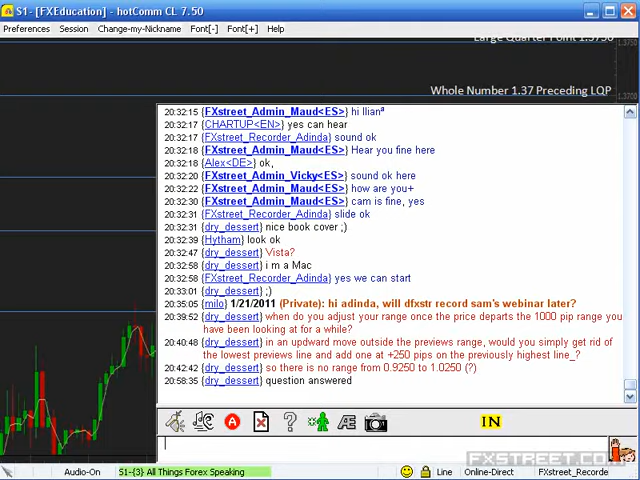 S1- [FXEducation] - hotComm CL 7.50
Preferences Session Change-my-Nickname Font[-] Font[+] Help
Large Quarter Point 1.3750
1.3750
Whole Number 1.37 Preceding LQP
1.3700
20:32:15 {FXstreet_Admin_Maud<ES>} hi Ilianª
20:32:17 {CHARTUP<EN>} yes can hear
20:32:17 {FXstreet_Recorder_Adinda} sound ok
20:32:18 {FXstreet_Admin_Maud<ES>} Hear you fine here
20:32:18 {Alex<DE>} ok,
20:32:20 {FXstreet_Admin_Vicky<ES>} sound ok here
20:32:22 {FXstreet_Admin_Maud<ES>} how are you+
20:32:30 {FXstreet_Admin_Maud<ES>} cam is fine, yes
20:32:31 {FXstreet_Recorder_Adinda} slide ok
20:32:31 {dry_dessert} nice book cover ;)
20:32:39 {Hytham} look ok
20:32:47 {dry_dessert} Vista?
20:32:58 {dry_dessert} i m a Mac
20:32:58 {FXstreet_Recorder_Adinda} yes we can start
20:33:01 {dry_dessert} ;)
20:35:05 {milo} 1/21/2011 (Private): hi adinda, will dfxstr record sam's webinar later?
20:39:52 {dry_dessert} when do you adjust your range once the price departs the 1000 pip range you
have been looking at for a while?
20:40:48 {dry_dessert} in an updward move outside the previews range, would you simply get rid of
the lowest previews line and add one at +250 pips on the previously highest line_?
20:42:42 {dry_dessert} so there is no range from 0.9250 to 1.0250 (?)
20:58:35 {dry_dessert} question answered
A ? Æ IN
FXSTREET.COM
Audio-On S1-{3} All Things Forex Speaking Line Online-Direct FXstreet_Recorde